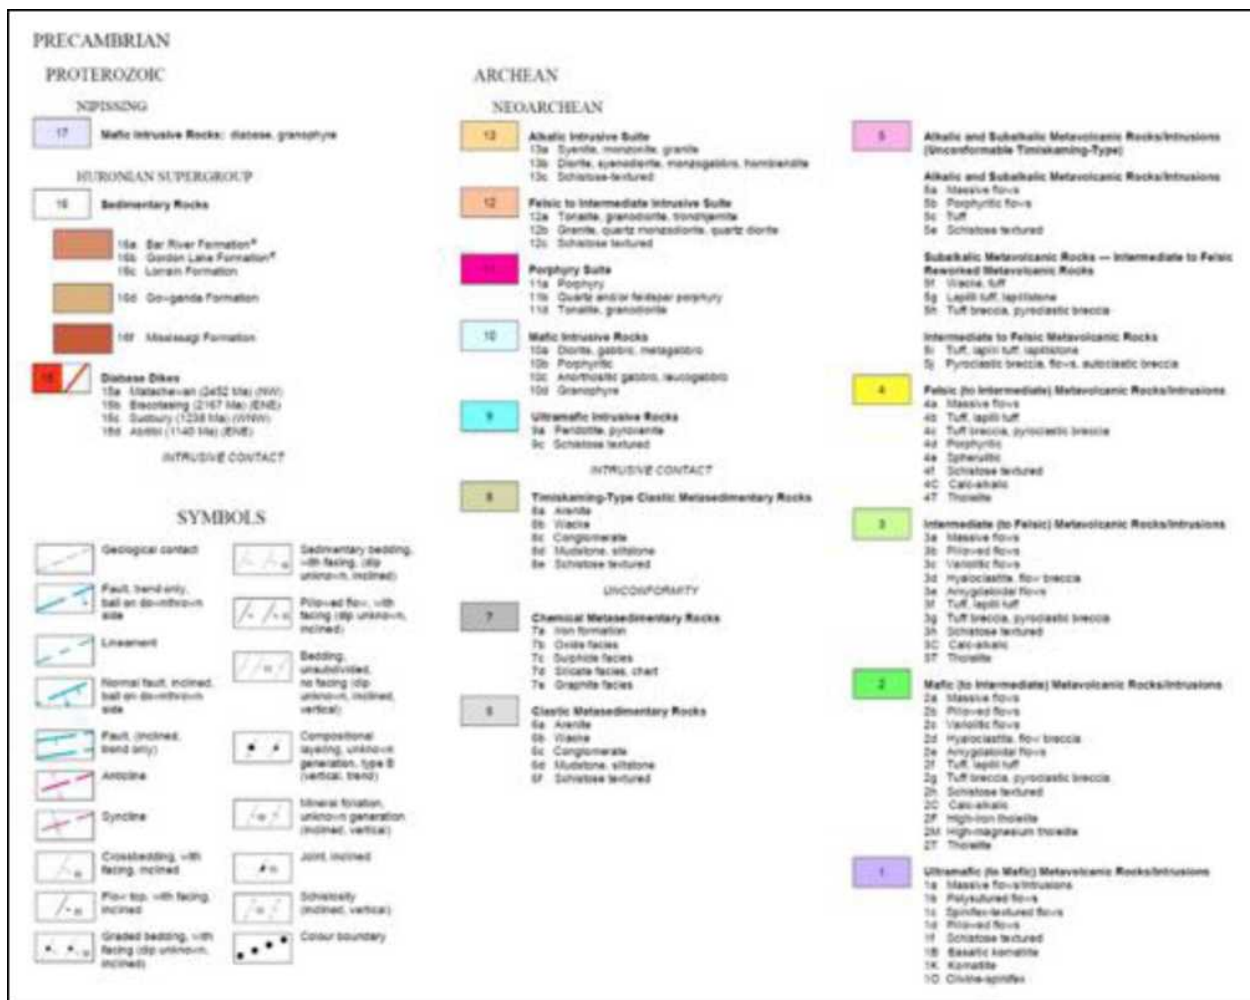 PRECAMBRIAN
PROTEROZOIC
NIPISSING
17 Mafic Intrusive Rocks: diabase, granophyre
HURONIAN SUPERGROUP
16 Sedimentary Rocks
16a Bar River Formation*
16b Gordon Lake Formation*
16c Lorrain Formation
16d Gowganda Formation
16f Mississagi Formation
15 Diabase Dikes
15a Matachewan (2452 Ma) (NW)
15b Biscotasing (2167 Ma) (ENE)
15c Sudbury (1238 Ma) (WNW)
15d Abitibi (1140 Ma) (ENE)
INTRUSIVE CONTACT
SYMBOLS
Geological contact
Fault, trend only,
ball on downthrown
side
Lineament
Normal fault, inclined,
ball on downthrown
side
Fault, (inclined,
trend only)
Anticline
Syncline
Crossbedding, with
facing, inclined
Flow top, with facing,
inclined
Graded bedding, with
facing (dip unknown,
inclined)
Sedimentary bedding,
with facing, (dip
unknown, inclined)
Pillowed flow, with
facing (dip unknown,
inclined)
Bedding,
unsubdivided,
no facing (dip
unknown, inclined,
vertical)
Compositional
layering, unknown
generation, type B
(vertical, trend)
Mineral foliation,
unknown generation
(inclined, vertical)
Joint, inclined
Schistosity
(inclined, vertical)
Colour boundary
ARCHEAN
NEOARCHEAN
13 Alkalic Intrusive Suite
13a Syenite, monzonite, granite
13b Diorite, syenodiorite, monzogabbro, hornblendite
13c Schistose-textured
12 Felsic to Intermediate Intrusive Suite
12a Tonalite, granodiorite, trondhjemite
12b Granite, quartz monzodiorite, quartz diorite
12c Schistose textured
11 Porphyry Suite
11a Porphyry
11b Quartz and/or feldspar porphyry
11d Tonalite, granodiorite
10 Mafic Intrusive Rocks
10a Diorite, gabbro, metagabbro
10b Porphyritic
10c Anorthositic gabbro, leucogabbro
10d Granophyre
9 Ultramafic Intrusive Rocks
9a Peridotite, pyroxenite
9c Schistose textured
INTRUSIVE CONTACT
8 Timiskaming-Type Clastic Metasedimentary Rocks
8a Arenite
8b Wacke
8c Conglomerate
8d Mudstone, siltstone
8e Schistose textured
UNCONFORMITY
7 Chemical Metasedimentary Rocks
7a Iron formation
7b Oxide facies
7c Sulphide facies
7d Silicate facies, chert
7e Graphite facies
6 Clastic Metasedimentary Rocks
6a Arenite
6b Wacke
6c Conglomerate
6d Mudstone, siltstone
6f Schistose textured
5 Alkalic and Subalkalic Metavolcanic Rocks/Intrusions
(Unconformable Timiskaming-Type)
Alkalic and Subalkalic Metavolcanic Rocks/Intrusions
5a Massive flows
5b Porphyritic flows
5c Tuff
5e Schistose textured
Subalkalic Metavolcanic Rocks — Intermediate to Felsic
Reworked Metavolcanic Rocks
5f Wacke, tuff
5g Lapilli tuff, lapillistone
5h Tuff breccia, pyroclastic breccia
Intermediate to Felsic Metavolcanic Rocks
5i Tuff, lapilli tuff, lapillistone
5j Pyroclastic breccia, flows, autoclastic breccia
4 Felsic (to Intermediate) Metavolcanic Rocks/Intrusions
4a Massive flows
4b Tuff, lapilli tuff
4c Tuff breccia, pyroclastic breccia
4d Porphyritic
4e Spherulitic
4f Schistose textured
4C Calc-alkalic
4T Tholeiite
3 Intermediate (to Felsic) Metavolcanic Rocks/Intrusions
3a Massive flows
3b Pillowed flows
3c Variolitic flows
3d Hyaloclastite, flow breccia
3e Amygdaloidal flows
3f Tuff, lapilli tuff
3g Tuff breccia, pyroclastic breccia
3h Schistose textured
3C Calc-alkalic
3T Tholeiite
2 Mafic (to Intermediate) Metavolcanic Rocks/Intrusions
2a Massive flows
2b Pillowed flows
2c Variolitic flows
2d Hyaloclastite, flow breccia
2e Amygdaloidal flows
2f Tuff, lapilli tuff
2g Tuff breccia, pyroclastic breccia
2h Schistose textured
2C Calc-alkalic
2F High-iron tholeiite
2M High-magnesium tholeiite
2T Tholeiite
1 Ultramafic (to Mafic) Metavolcanic Rocks/Intrusions
1a Massive flows/intrusions
1b Polysutured flows
1c Spinifex-textured flows
1d Pillowed flows
1f Schistose textured
1B Basaltic komatiite
1K Komatiite
1O Olivine-spinifex